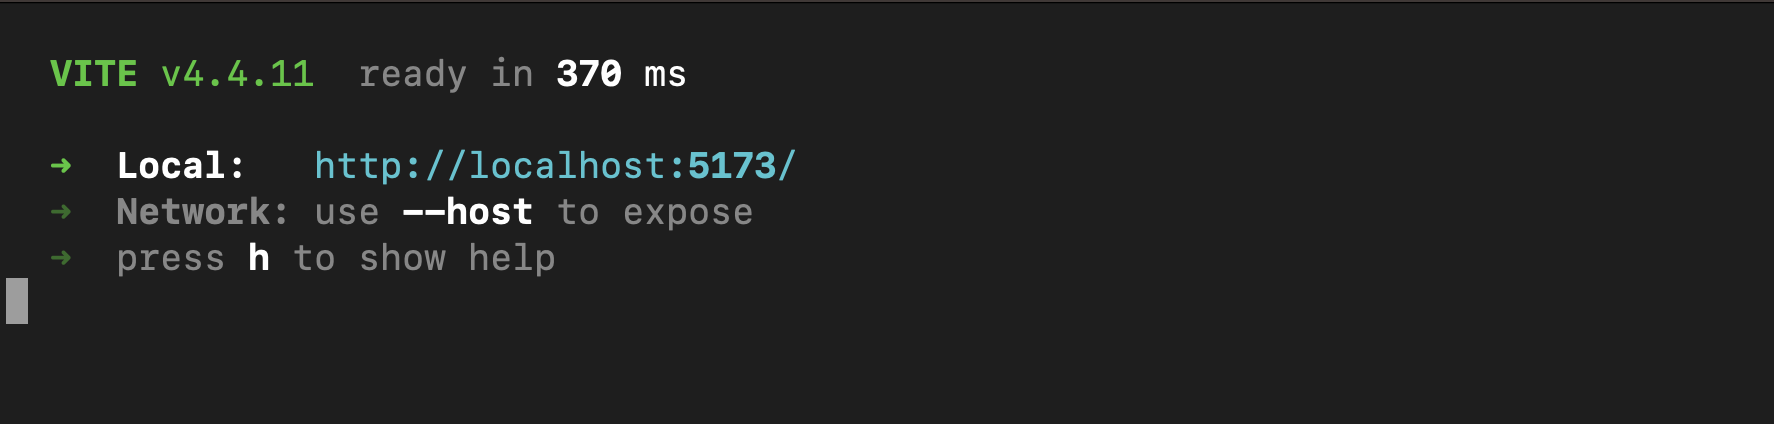 VITE v4.4.11  ready in 370 ms
➜  Local:   http://localhost:5173/
➜  Network: use --host to expose
➜  press h to show help